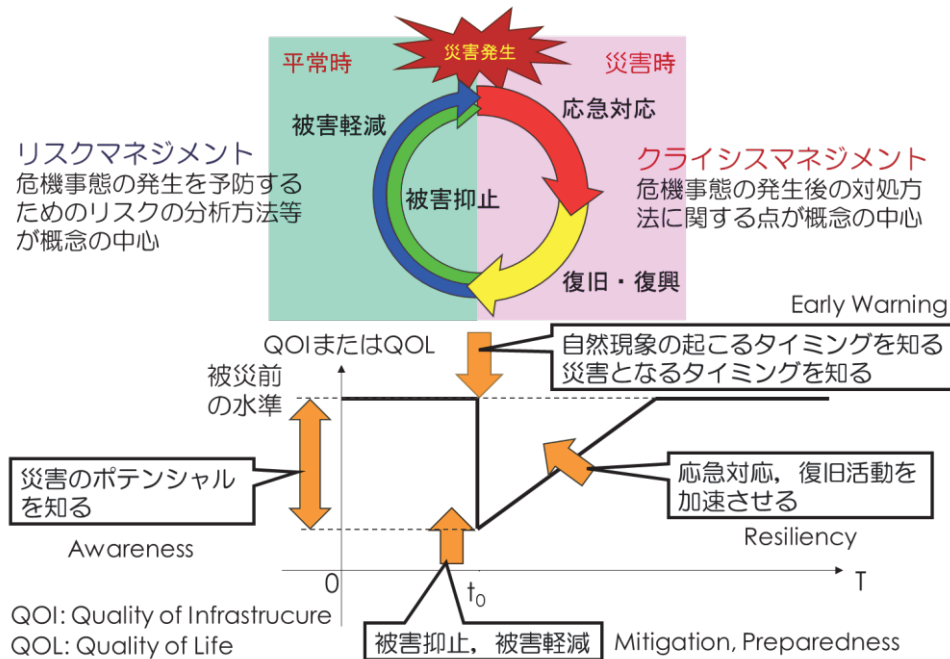 災害発生
平常時
災害時
被害軽減
応急対応
被害抑止
復旧・復興
リスクマネジメント
危機事態の発生を予防する
ためのリスクの分析方法等
が概念の中心
クライシスマネジメント
危機事態の発生後の対処方
法に関する点が概念の中心
Early Warning
QOIまたはQOL
自然現象の起こるタイミングを知る
災害となるタイミングを知る
被災前
の水準
災害のポテンシャル
を知る
Awareness
応急対応，復旧活動を
加速させる
Resiliency
0
t0
T
QOI: Quality of Infrastrucure
QOL: Quality of Life
被害抑止，被害軽減
Mitigation, Preparedness